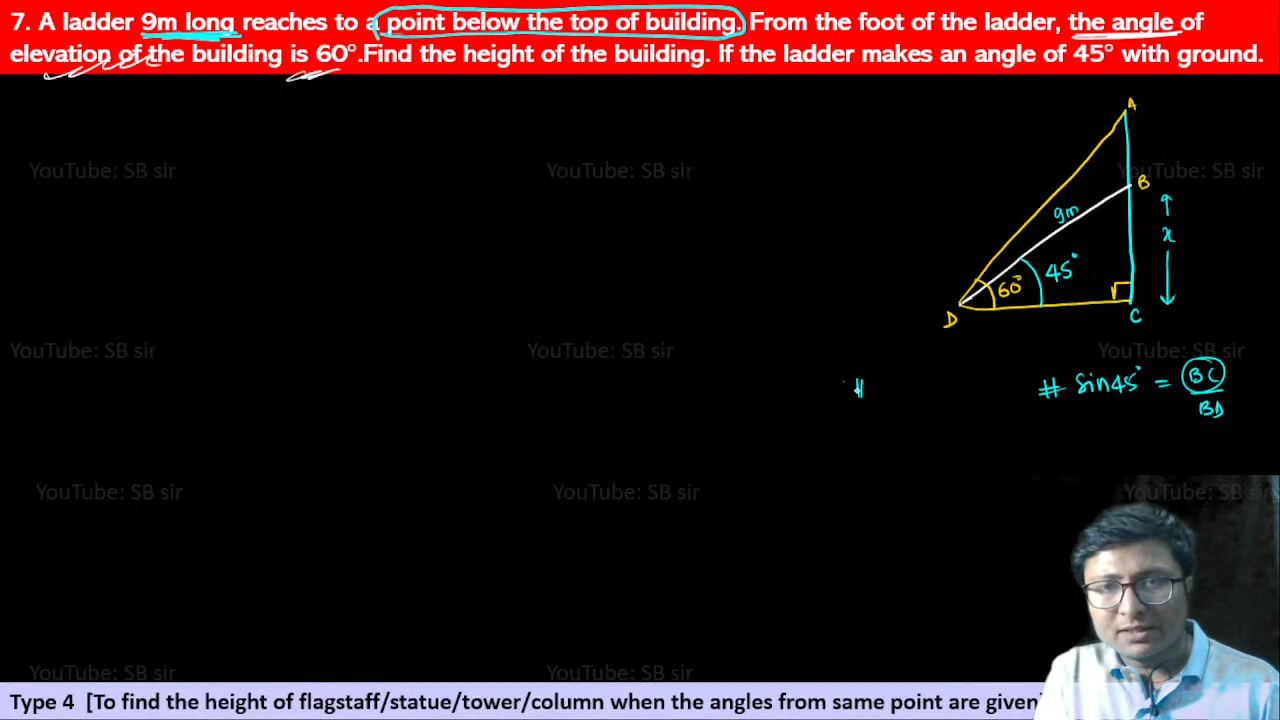 7. A ladder 9m long reaches to a point below the top of building. From the foot of the ladder, the angle of
elevation of the building is 60°.Find the height of the building. If the ladder makes an angle of 45° with ground.
A
YouTube: SB sir YouTube: SB sir YouTube: SB sir
B
9m
x
45°
60°
D
C
YouTube: SB sir YouTube: SB sir YouTube: SB sir
# sin45° = BC
BD
YouTube: SB sir YouTube: SB sir YouTube: SB sir
YouTube: SB sir YouTube: SB sir
Type 4 [To find the height of flagstaff/statue/tower/column when the angles from same point are given